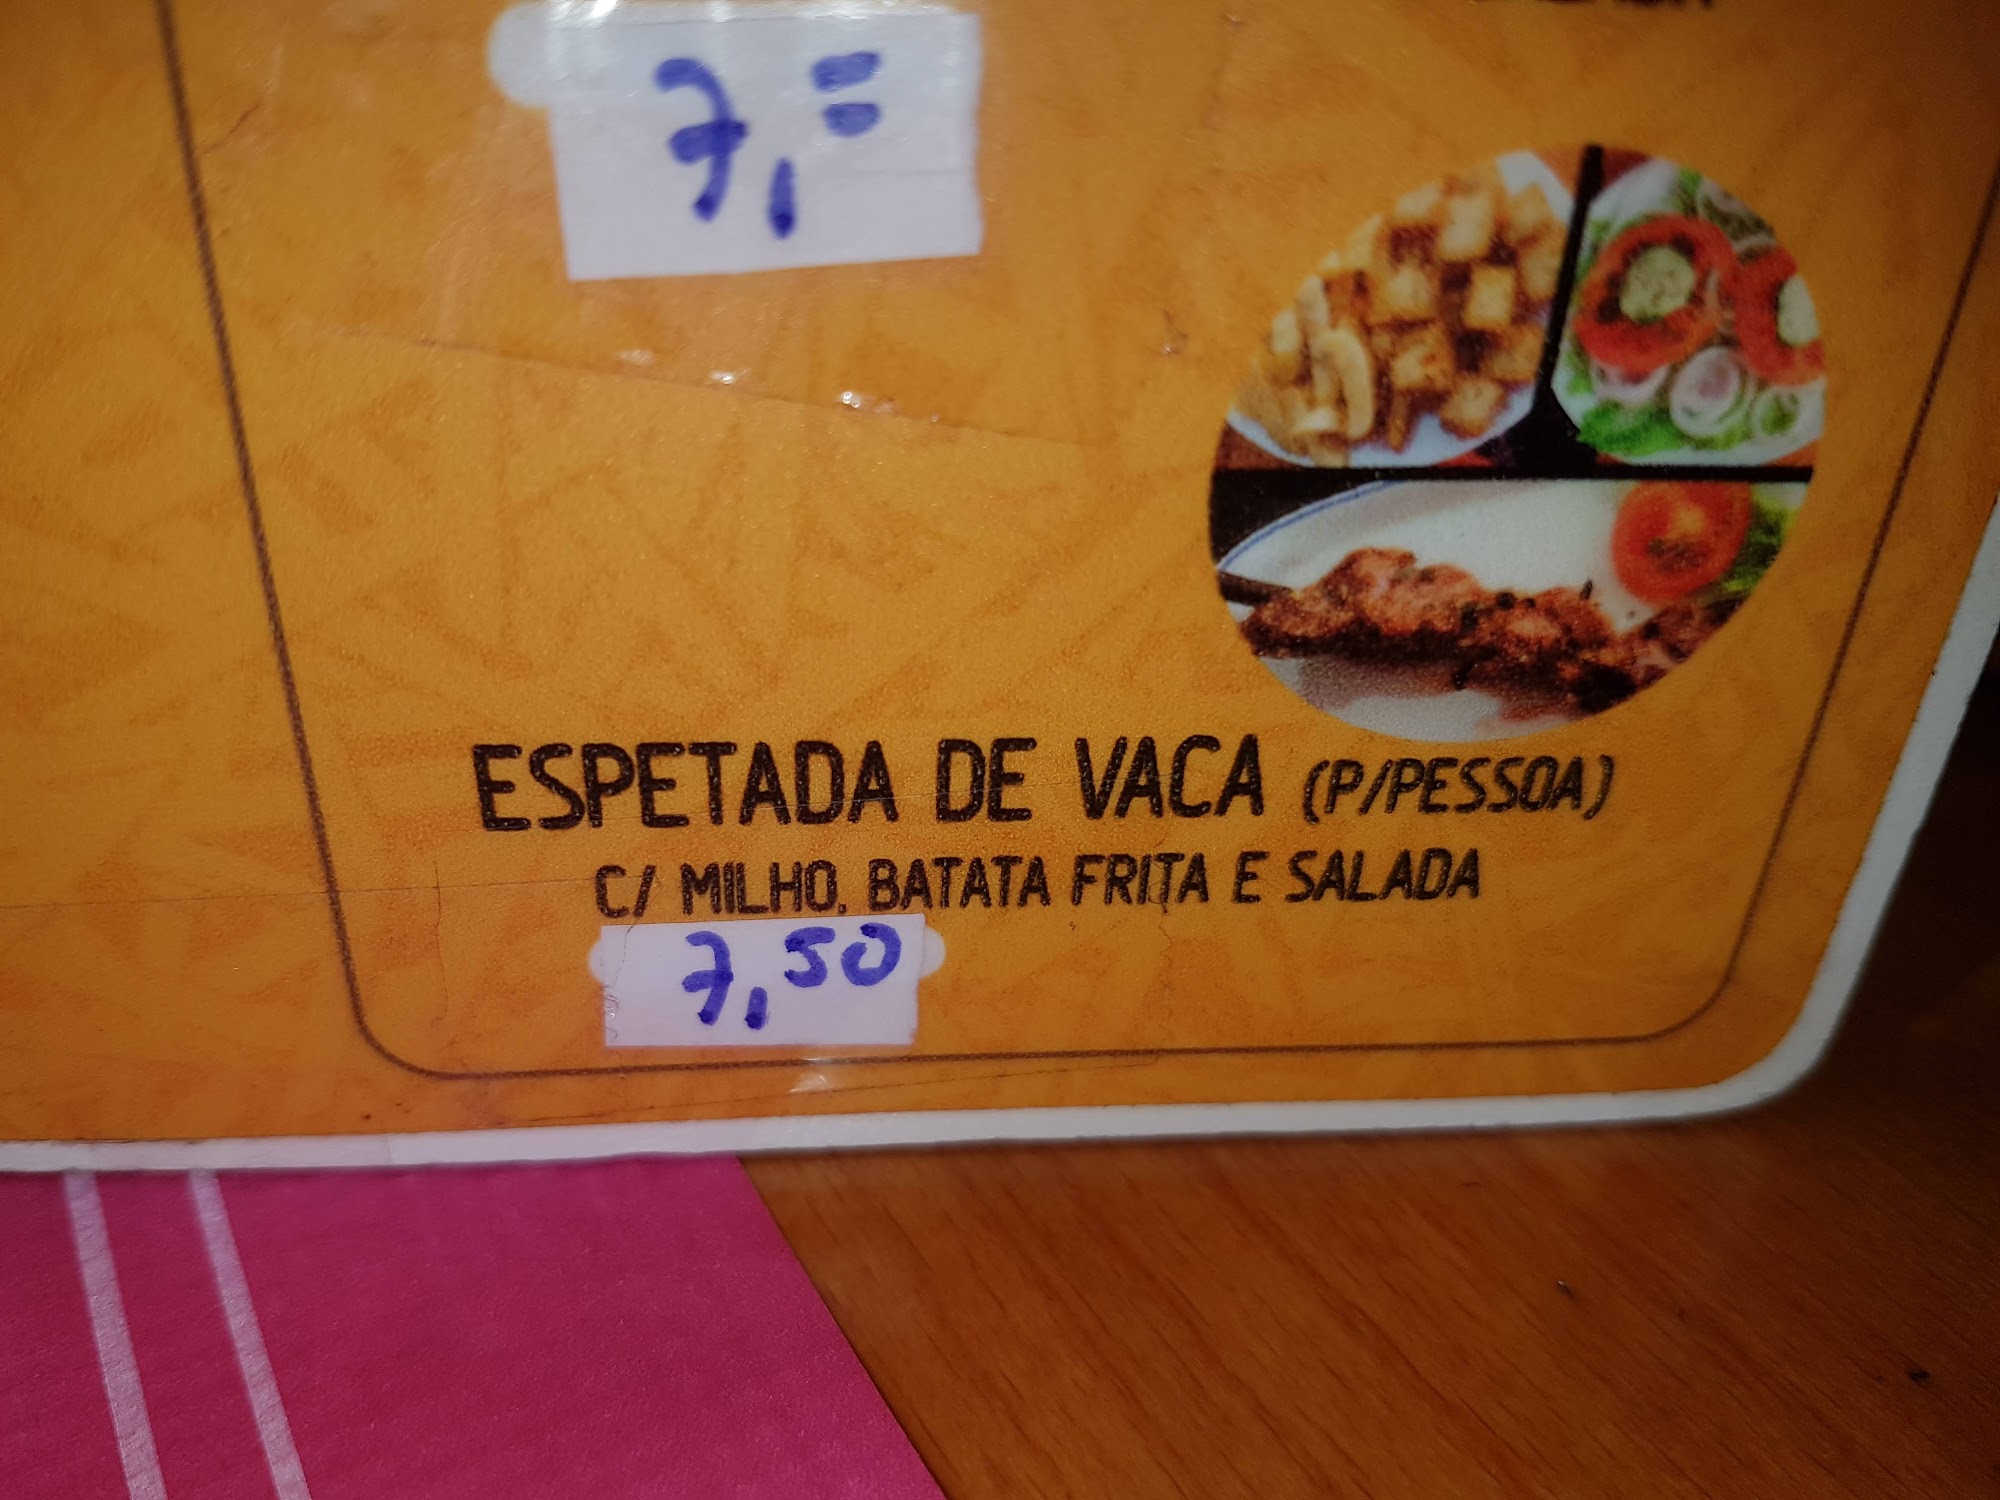 7,=
ESPETADA DE VACA (P/PESSOA)
C/ MILHO, BATATA FRITA E SALADA
7,50